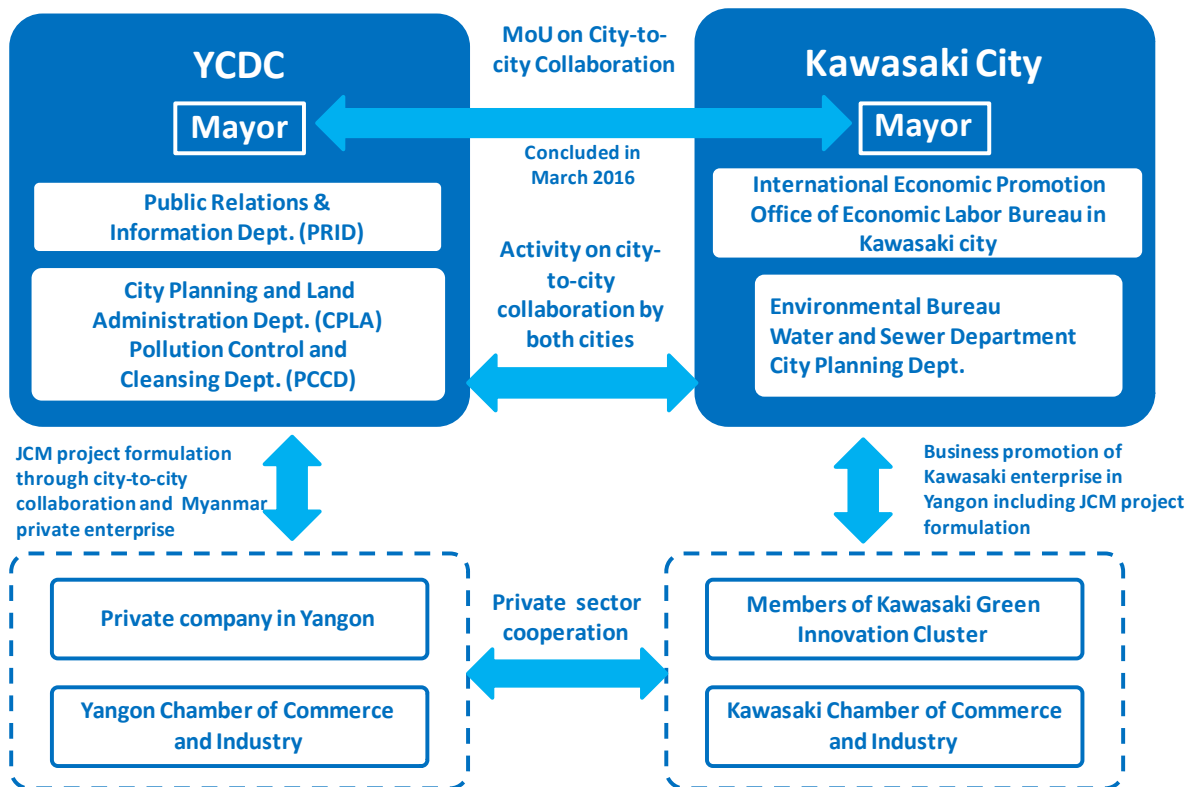 YCDC
Mayor
Public Relations &
Information Dept. (PRID)
City Planning and Land
Administration Dept. (CPLA)
Pollution Control and
Cleansing Dept. (PCCD)
MoU on City-to-
city Collaboration
Concluded in
March 2016
Activity on city-
to-city
collaboration by
both cities
Kawasaki City
Mayor
International Economic Promotion
Office of Economic Labor Bureau in
Kawasaki city
Environmental Bureau
Water and Sewer Department
City Planning Dept.
JCM project formulation
through city-to-city
collaboration and Myanmar
private enterprise
Business promotion of
Kawasaki enterprise in
Yangon including JCM project
formulation
Private company in Yangon
Yangon Chamber of Commerce
and Industry
Private sector
cooperation
Members of Kawasaki Green
Innovation Cluster
Kawasaki Chamber of Commerce
and Industry